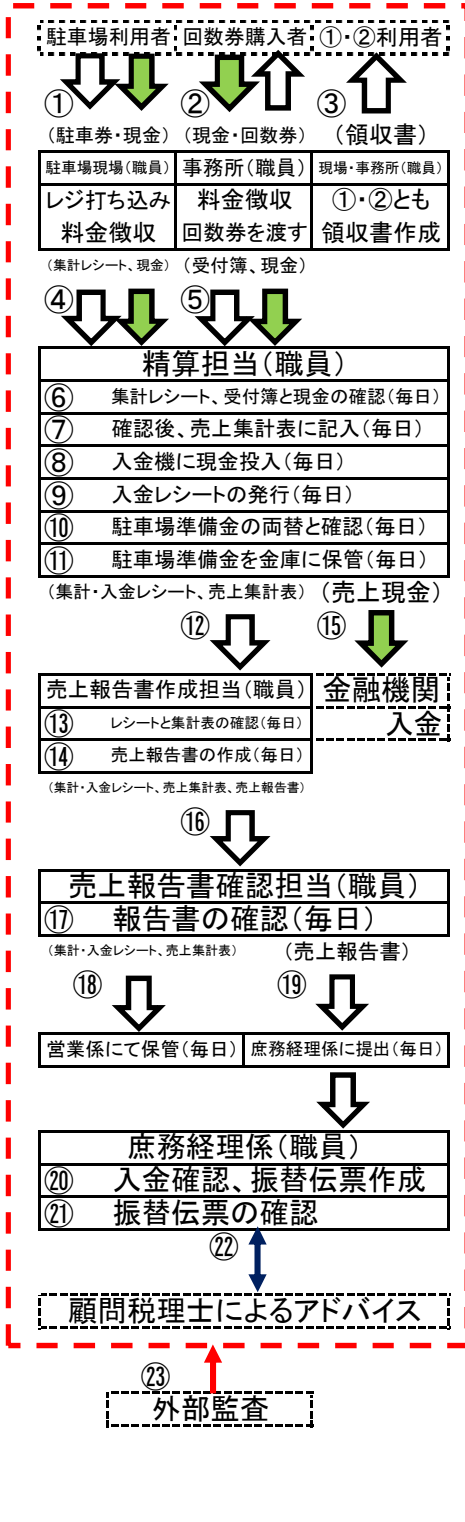 駐車場利用者 回数券購入者 ①・②利用者
① ② ③
(駐車券・現金) (現金・回数券) (領収書)
駐車場現場(職員) 事務所(職員) 現場・事務所(職員)
レジ打ち込み 料金徴収 ①・②とも
料金徴収 回数券を渡す 領収書作成
(集計レシート、現金) (受付簿、現金)
④ ⑤
精算担当(職員)
⑥ 集計レシート、受付簿と現金の確認(毎日)
⑦ 確認後、売上集計表に記入(毎日)
⑧ 入金機に現金投入(毎日)
⑨ 入金レシートの発行(毎日)
⑩ 駐車場準備金の両替と確認(毎日)
⑪ 駐車場準備金を金庫に保管(毎日)
(集計・入金レシート、売上集計表) (売上現金)
⑫ ⑮
売上報告書作成担当(職員) 金融機関
⑬ レシートと集計表の確認(毎日) 入金
⑭ 売上報告書の作成(毎日)
(集計・入金レシート、売上集計表、売上報告書)
⑯
売上報告書確認担当(職員)
⑰ 報告書の確認(毎日)
(集計・入金レシート、売上集計表) (売上報告書)
⑱ ⑲
営業係にて保管(毎日) 庶務経理係に提出(毎日)
庶務経理係(職員)
⑳ 入金確認、振替伝票作成
㉑ 振替伝票の確認
㉒
顧問税理士によるアドバイス
㉓
外部監査